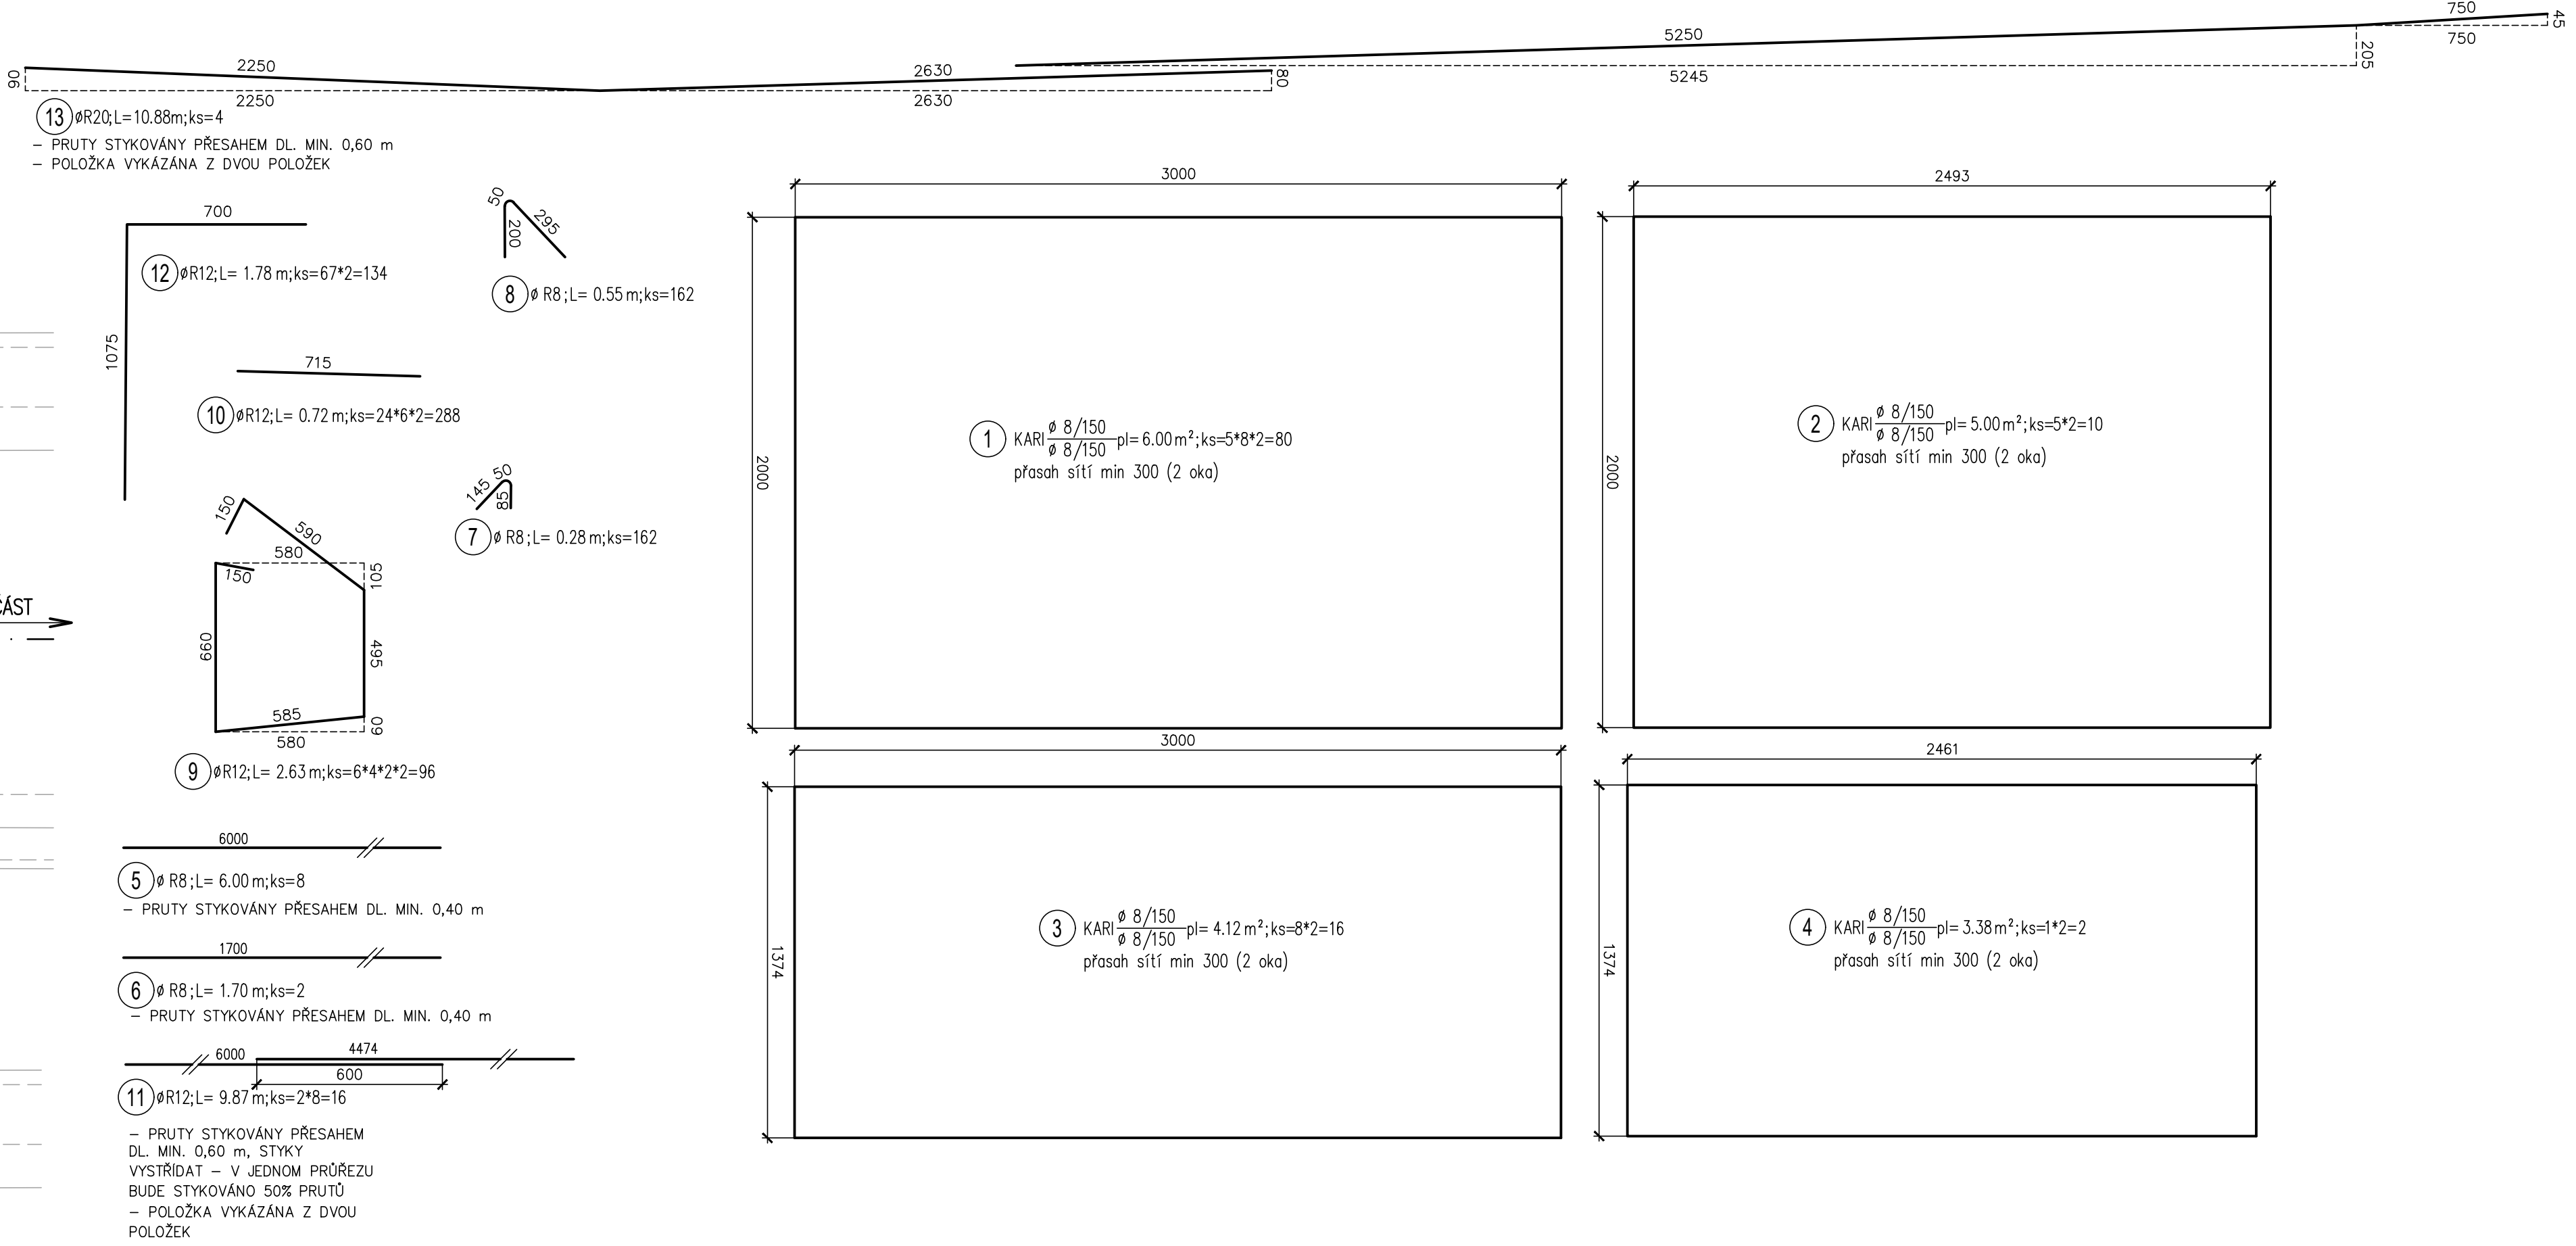 750
45
5250
750
205
5245
2250
2630
90
80
2250
2630
13 øR20;L=10.88m;ks=4
– PRUTY STYKOVÁNY PŘESAHEM DL. MIN. 0,60 m
– POLOŽKA VYKÁZÁNA Z DVOU POLOŽEK
700
1075
12 øR12;L= 1.78 m;ks=67*2=134
50
200
295
8 ø R8 ;L= 0.55 m;ks=162
715
10 øR12;L= 0.72 m;ks=24*6*2=288
145
50
85
7 ø R8 ;L= 0.28 m;ks=162
150
590
580
150
105
660
495
585
60
580
9 øR12;L= 2.63 m;ks=6*4*2*2=96
ČÁST
6000
5 ø R8 ;L= 6.00 m;ks=8
– PRUTY STYKOVÁNY PŘESAHEM DL. MIN. 0,40 m
1700
6 ø R8 ;L= 1.70 m;ks=2
– PRUTY STYKOVÁNY PŘESAHEM DL. MIN. 0,40 m
6000
4474
600
11 øR12;L= 9.87 m;ks=2*8=16
– PRUTY STYKOVÁNY PŘESAHEM
DL. MIN. 0,60 m, STYKY
VYSTŘÍDAT – V JEDNOM PRŮŘEZU
BUDE STYKOVÁNO 50% PRUTŮ
– POLOŽKA VYKÁZÁNA Z DVOU
POLOŽEK
3000
2000
ø 8/150
1 KARI pl= 6.00 m²;ks=5*8*2=80
ø 8/150
přasah sítí min 300 (2 oka)
2493
2000
ø 8/150
2 KARI pl= 5.00 m²;ks=5*2=10
ø 8/150
přasah sítí min 300 (2 oka)
3000
1374
ø 8/150
3 KARI pl= 4.12 m²;ks=8*2=16
ø 8/150
přasah sítí min 300 (2 oka)
2461
1374
ø 8/150
4 KARI pl= 3.38 m²;ks=1*2=2
ø 8/150
přasah sítí min 300 (2 oka)